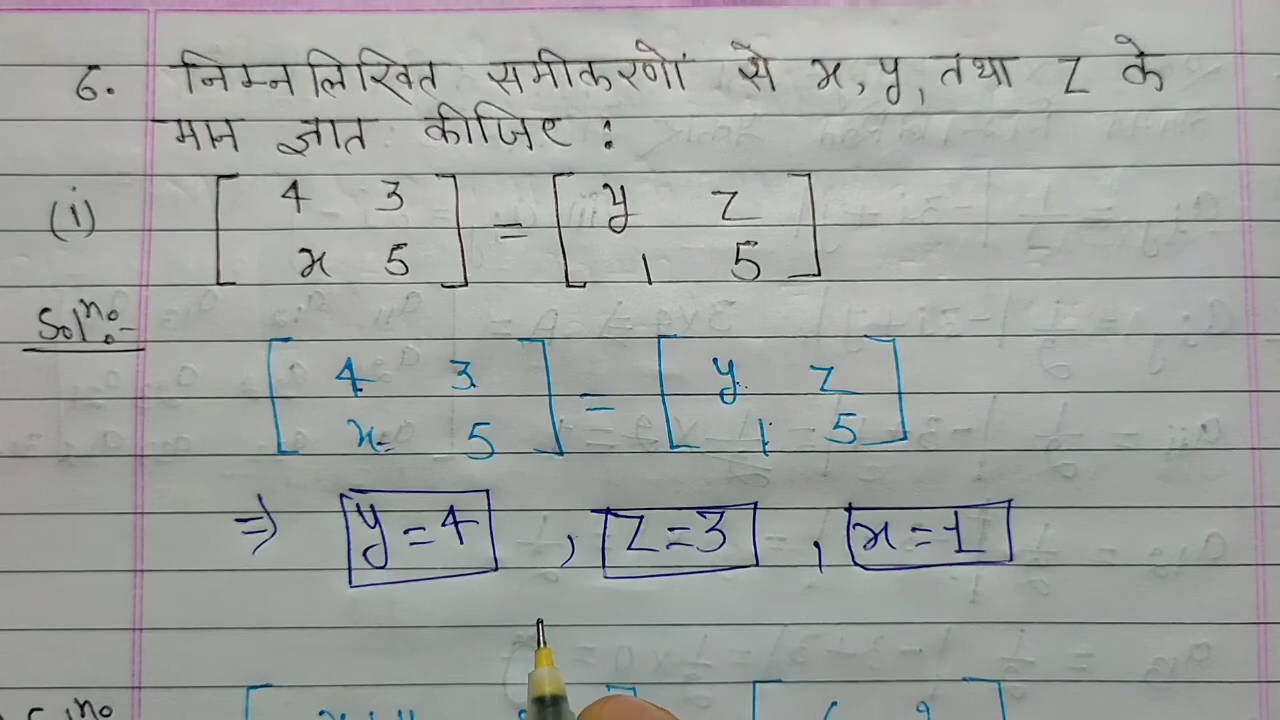 6. निम्नलिखित समीकरणों से x, y, तथा z के
मान ज्ञात कीजिए :
(i) [ 4 3 ] = [ y z ]
[ x 5 ] [ 1 5 ]
Solⁿ:-
[ 4 3 ] = [ y z ]
[ x 5 ] [ 1 5 ]
⇒ y = 4 , z = 3 , x = 1